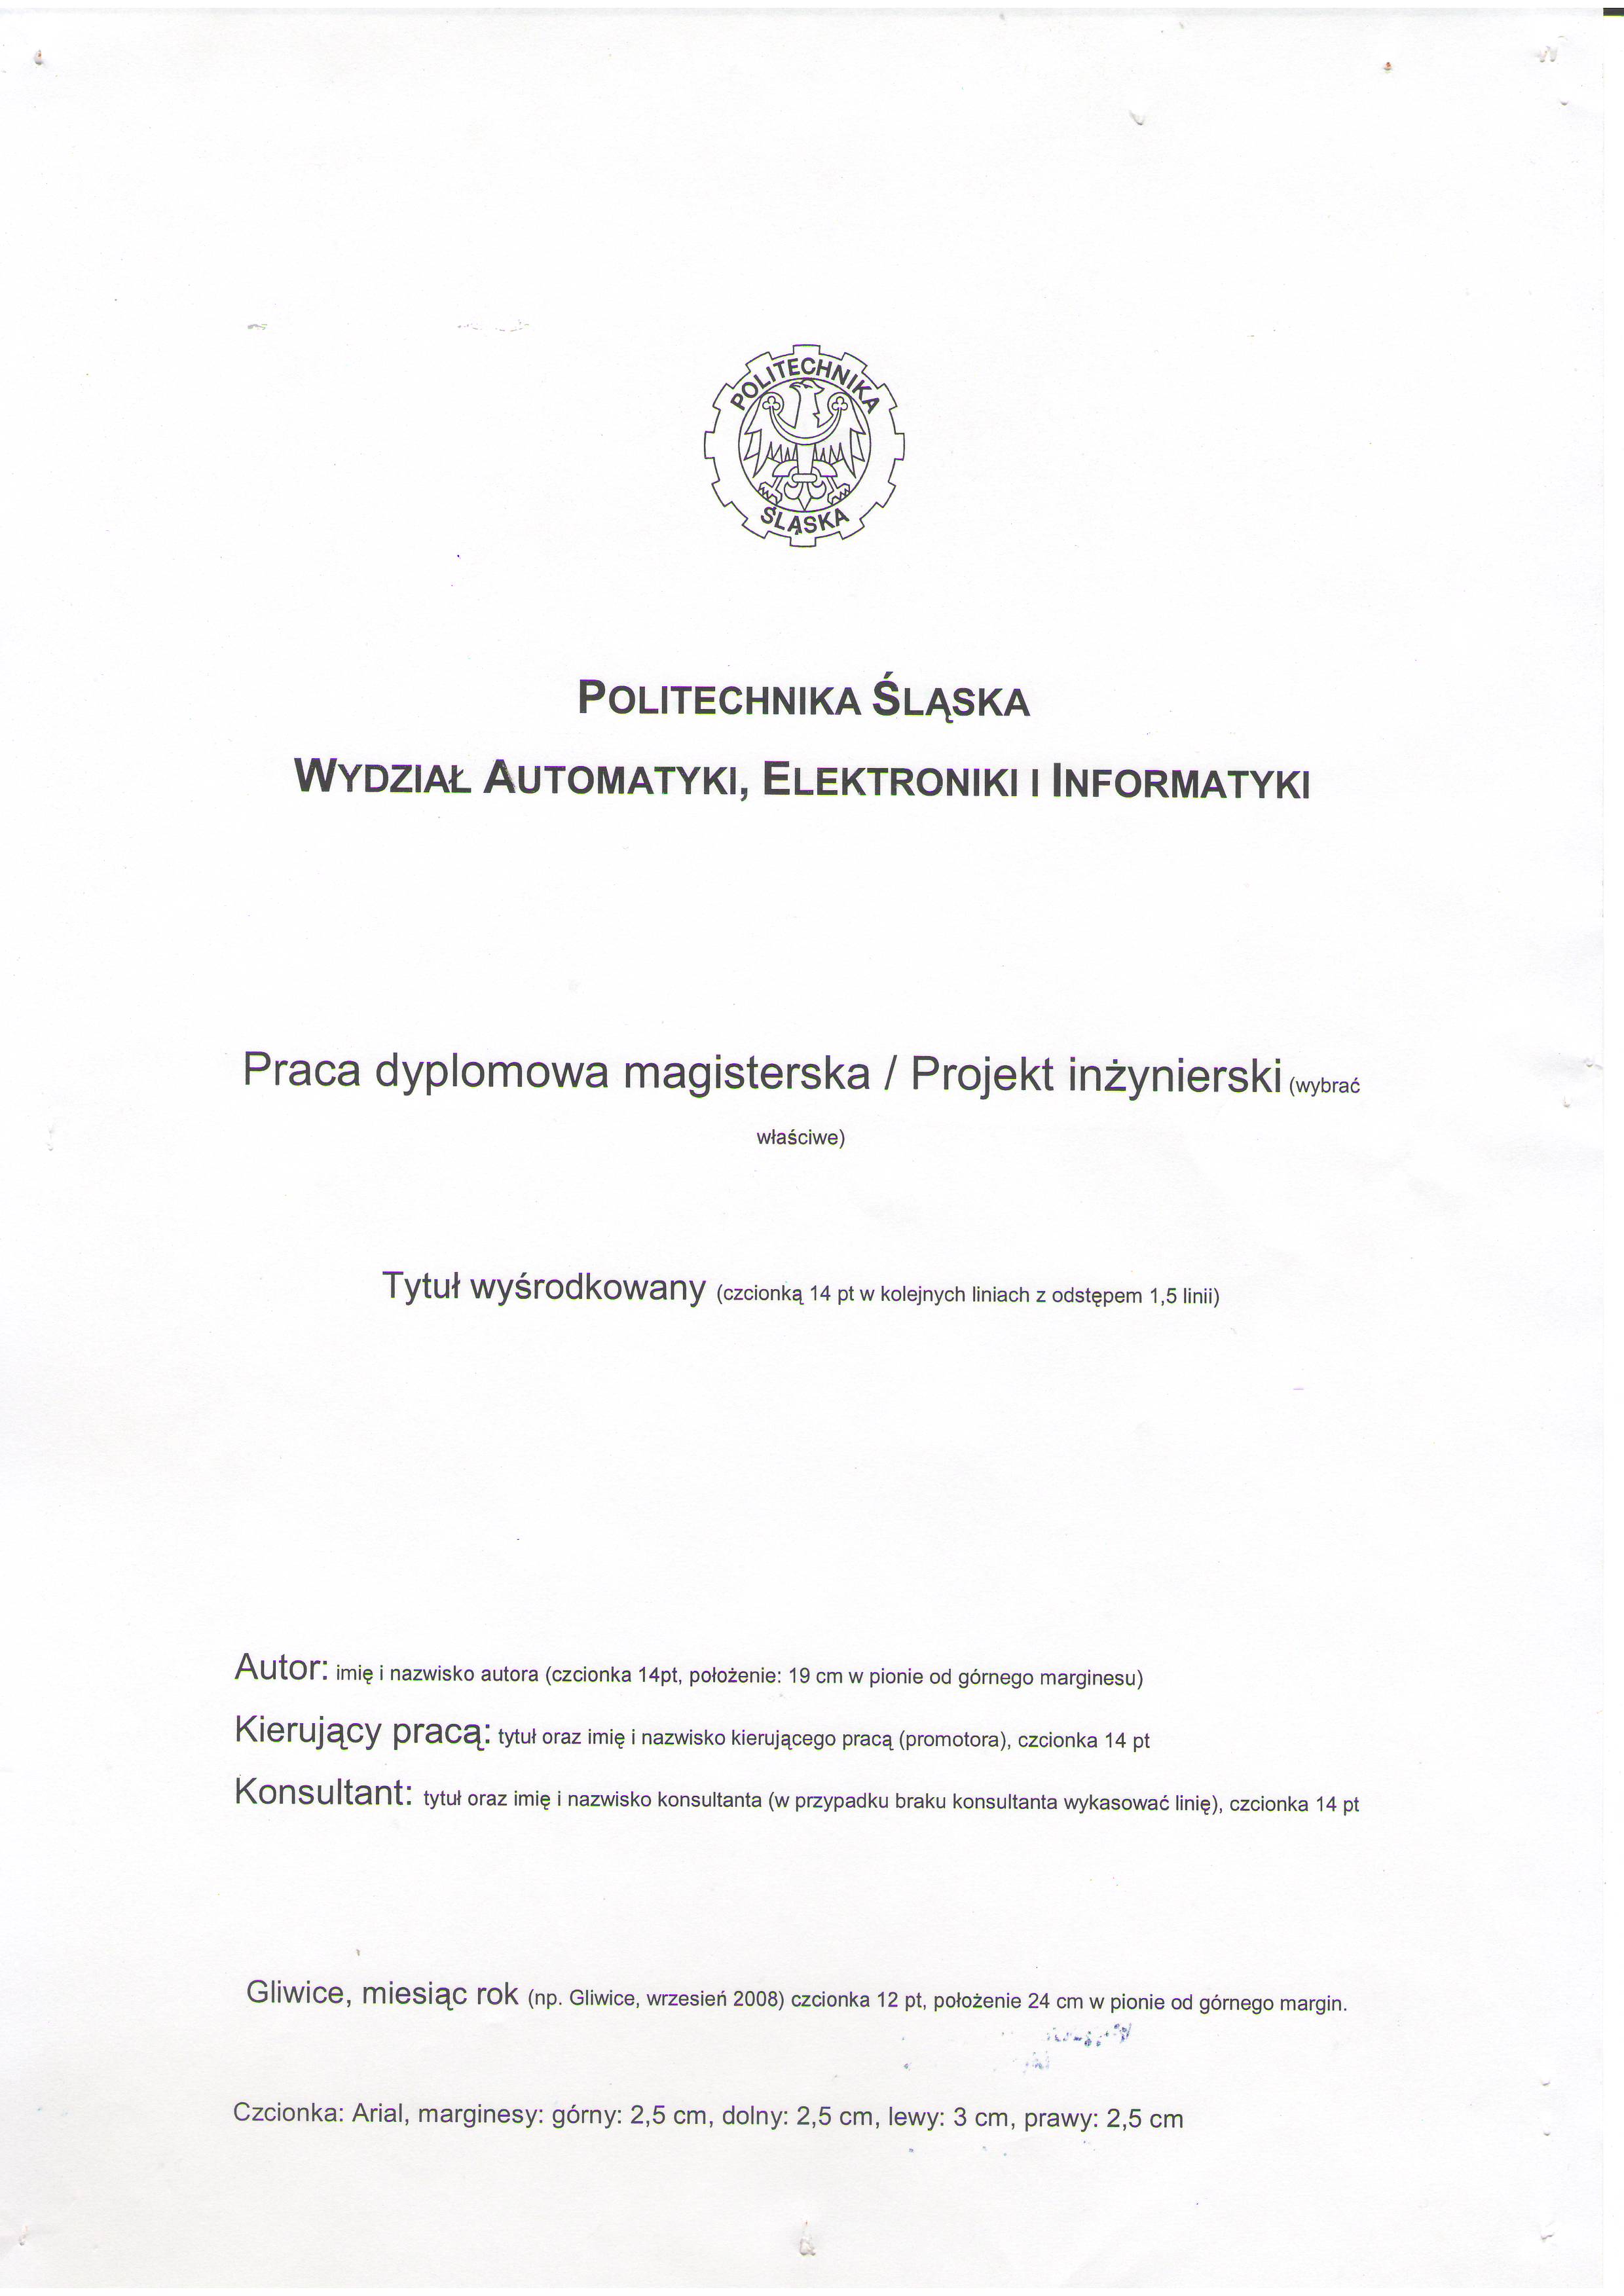 POLITECHNIKA
ŚLĄSKA
POLITECHNIKA ŚLĄSKA
WYDZIAŁ AUTOMATYKI, ELEKTRONIKI I INFORMATYKI
Praca dyplomowa magisterska / Projekt inżynierski (wybrać
właściwe)
Tytuł wyśrodkowany (czcionką 14 pt w kolejnych liniach z odstępem 1,5 linii)
Autor: imię i nazwisko autora (czcionka 14pt, położenie: 19 cm w pionie od górnego marginesu)
Kierujący pracą: tytuł oraz imię i nazwisko kierującego pracą (promotora), czcionka 14 pt
Konsultant: tytuł oraz imię i nazwisko konsultanta (w przypadku braku konsultanta wykasować linię), czcionka 14 pt
Gliwice, miesiąc rok (np. Gliwice, wrzesień 2008) czcionka 12 pt, położenie 24 cm w pionie od górnego margin.
Czcionka: Arial, marginesy: górny: 2,5 cm, dolny: 2,5 cm, lewy: 3 cm, prawy: 2,5 cm